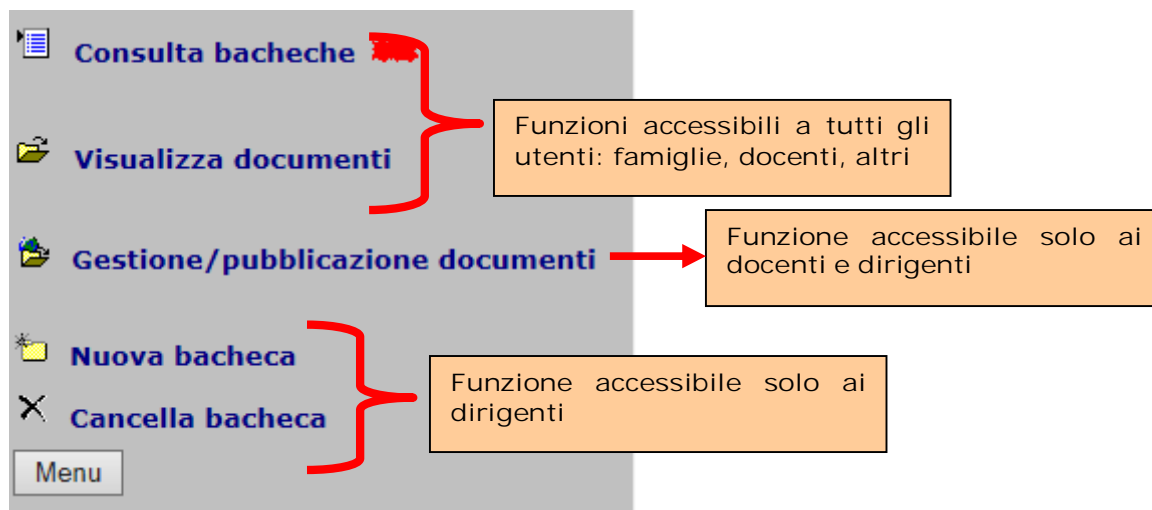 Consulta bacheche
Funzioni accessibili a tutti gli
utenti: famiglie, docenti, altri
Visualizza documenti
Gestione/pubblicazione documenti
Funzione accessibile solo ai
docenti e dirigenti
Nuova bacheca
Cancella bacheca
Funzione accessibile solo ai
dirigenti
Menu